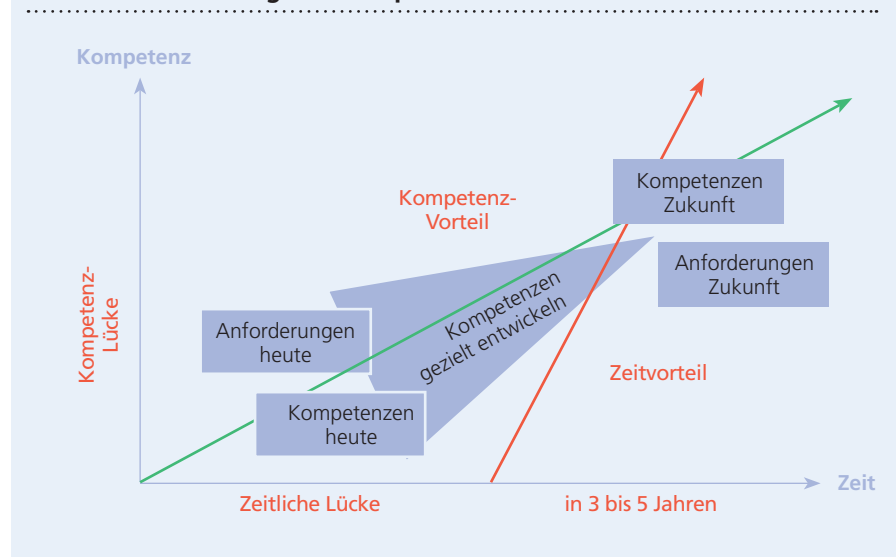 Kompetenz
Kompetenzen
Zukunft
Kompetenz-
Vorteil
Anforderungen
Zukunft
Kompetenz-
Lücke
Kompetenzen
gezielt entwickeln
Anforderungen
heute
Zeitvorteil
Kompetenzen
heute
Zeit
Zeitliche Lücke
in 3 bis 5 Jahren